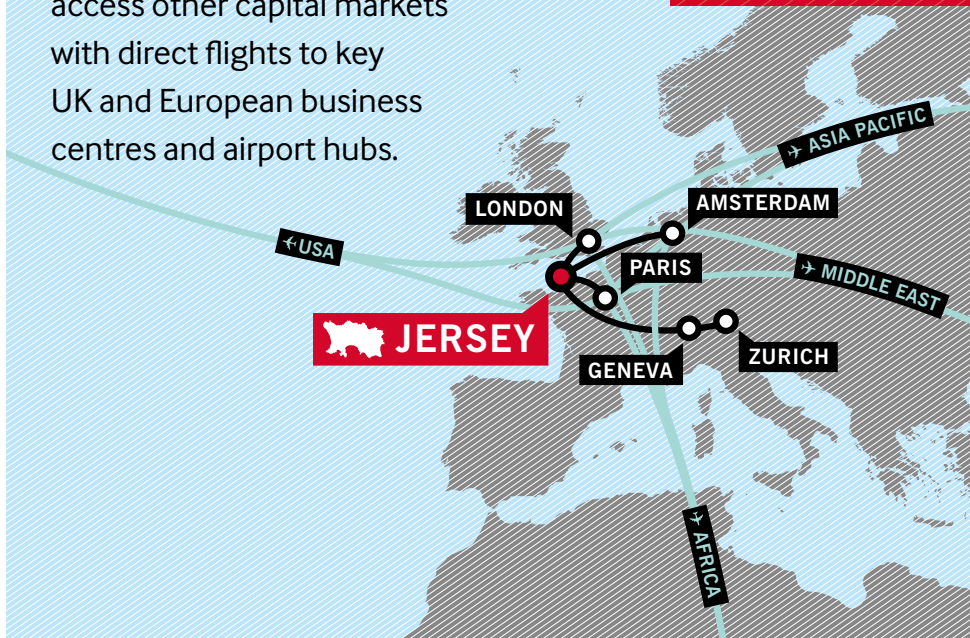 access other capital markets
with direct flights to key
UK and European business
centres and airport hubs.
ASIA PACIFIC
LONDON
AMSTERDAM
USA
PARIS
MIDDLE EAST
JERSEY
GENEVA
ZURICH
AFRICA